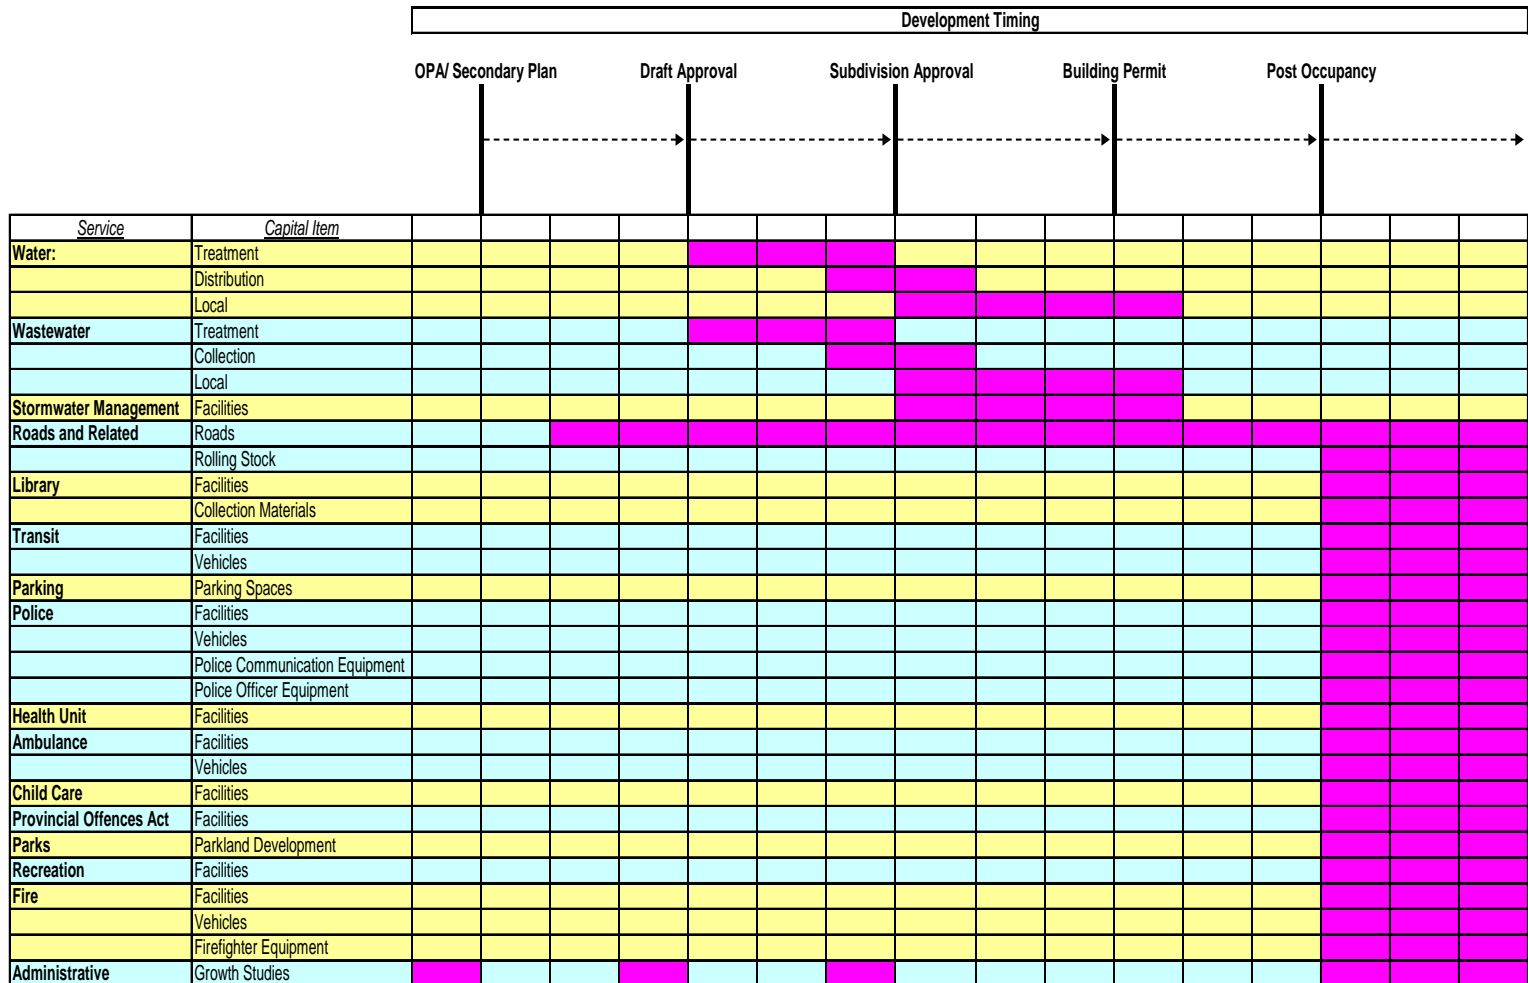 Development Timing
OPA/ Secondary Plan Draft Approval Subdivision Approval Building Permit Post Occupancy
Service Capital Item
Water: Treatment
Distribution
Local
Wastewater Treatment
Collection
Local
Stormwater Management Facilities
Roads and Related Roads
Rolling Stock
Library Facilities
Collection Materials
Transit Facilities
Vehicles
Parking Parking Spaces
Police Facilities
Vehicles
Police Communication Equipment
Police Officer Equipment
Health Unit Facilities
Ambulance Facilities
Vehicles
Child Care Facilities
Provincial Offences Act Facilities
Parks Parkland Development
Recreation Facilities
Fire Facilities
Vehicles
Firefighter Equipment
Administrative Growth Studies